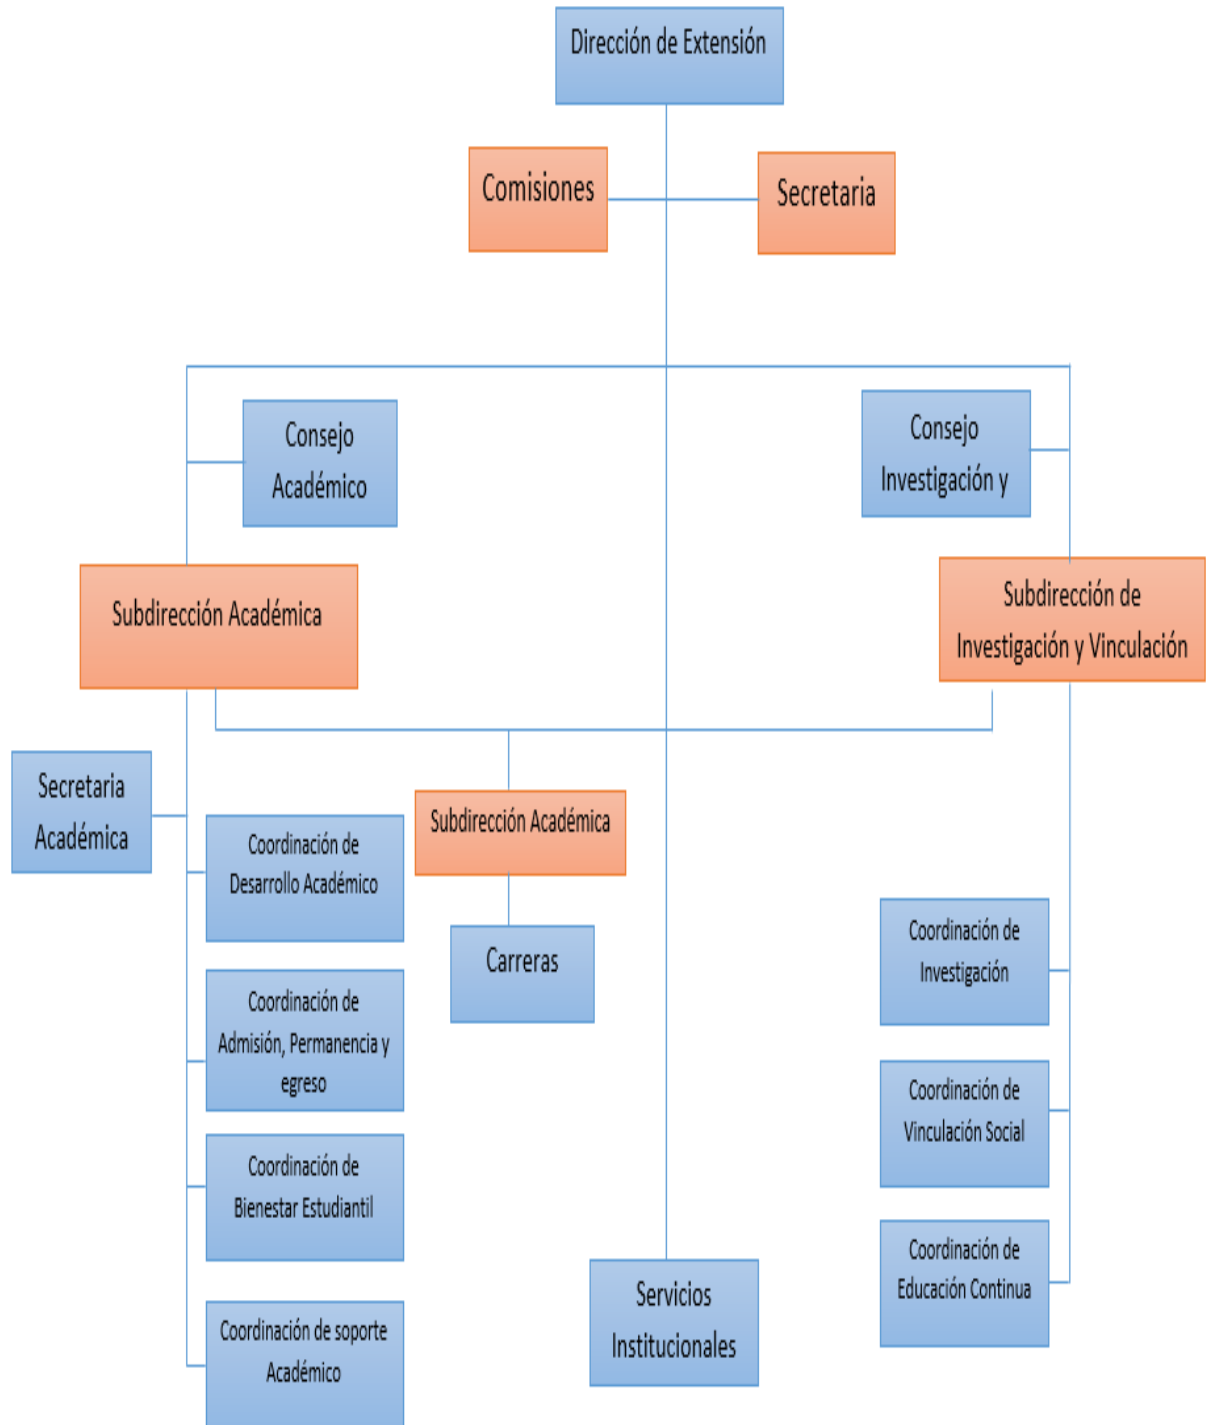 Dirección de Extensión
Comisiones
Secretaria
Consejo
Académico
Consejo
Investigación y
Subdirección Académica
Subdirección de
Investigación y Vinculación
Secretaria
Académica
Subdirección Académica
Coordinación de
Desarrollo Académico
Carreras
Coordinación de
Investigación
Coordinación de
Admisión, Permanencia y
egreso
Coordinación de
Vinculación Social
Coordinación de
Bienestar Estudiantil
Servicios
Institucionales
Coordinación de
Educación Continua
Coordinación de soporte
Académico